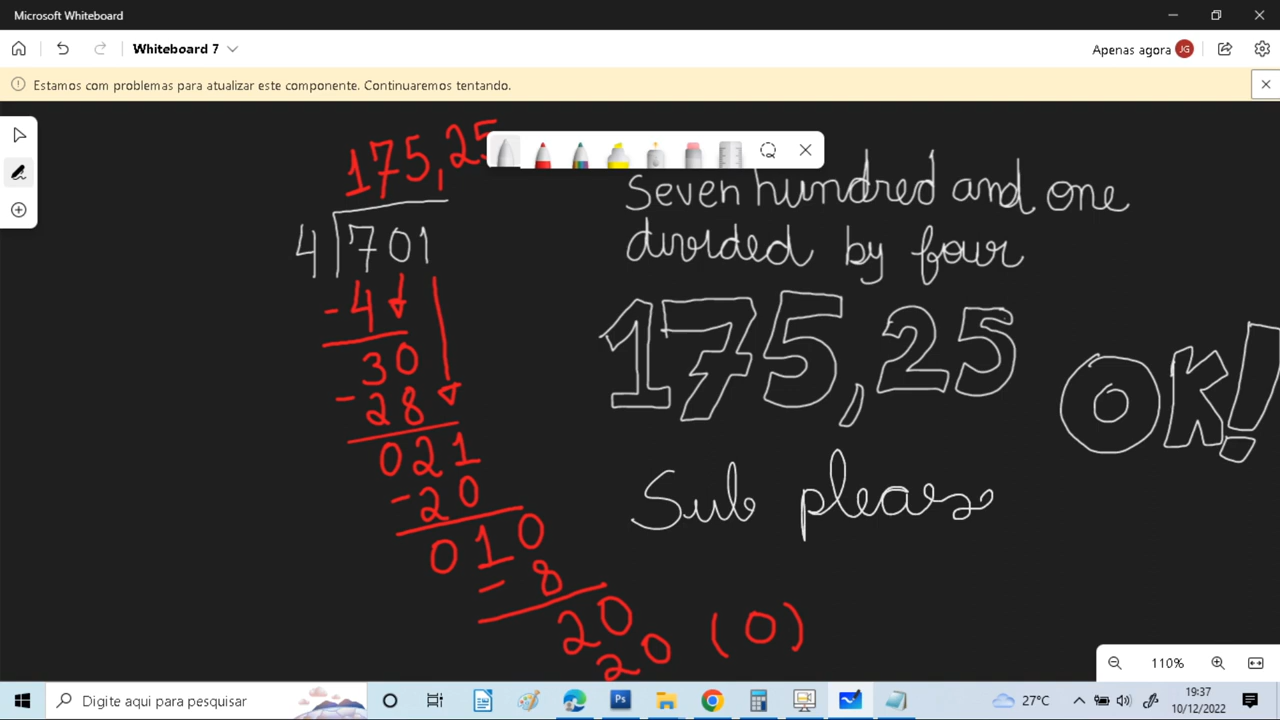 Microsoft Whiteboard
Whiteboard 7
Apenas agora JG
Estamos com problemas para atualizar este componente. Continuaremos tentando.
175,25
4 701
-4
30
-28
021
-20
010
-8
20
20 (0)
Seven hundred and one
divided by four
175,25
OK!
Sub please
110%
Digite aqui para pesquisar
Ps
27°C
19:37
10/12/2022